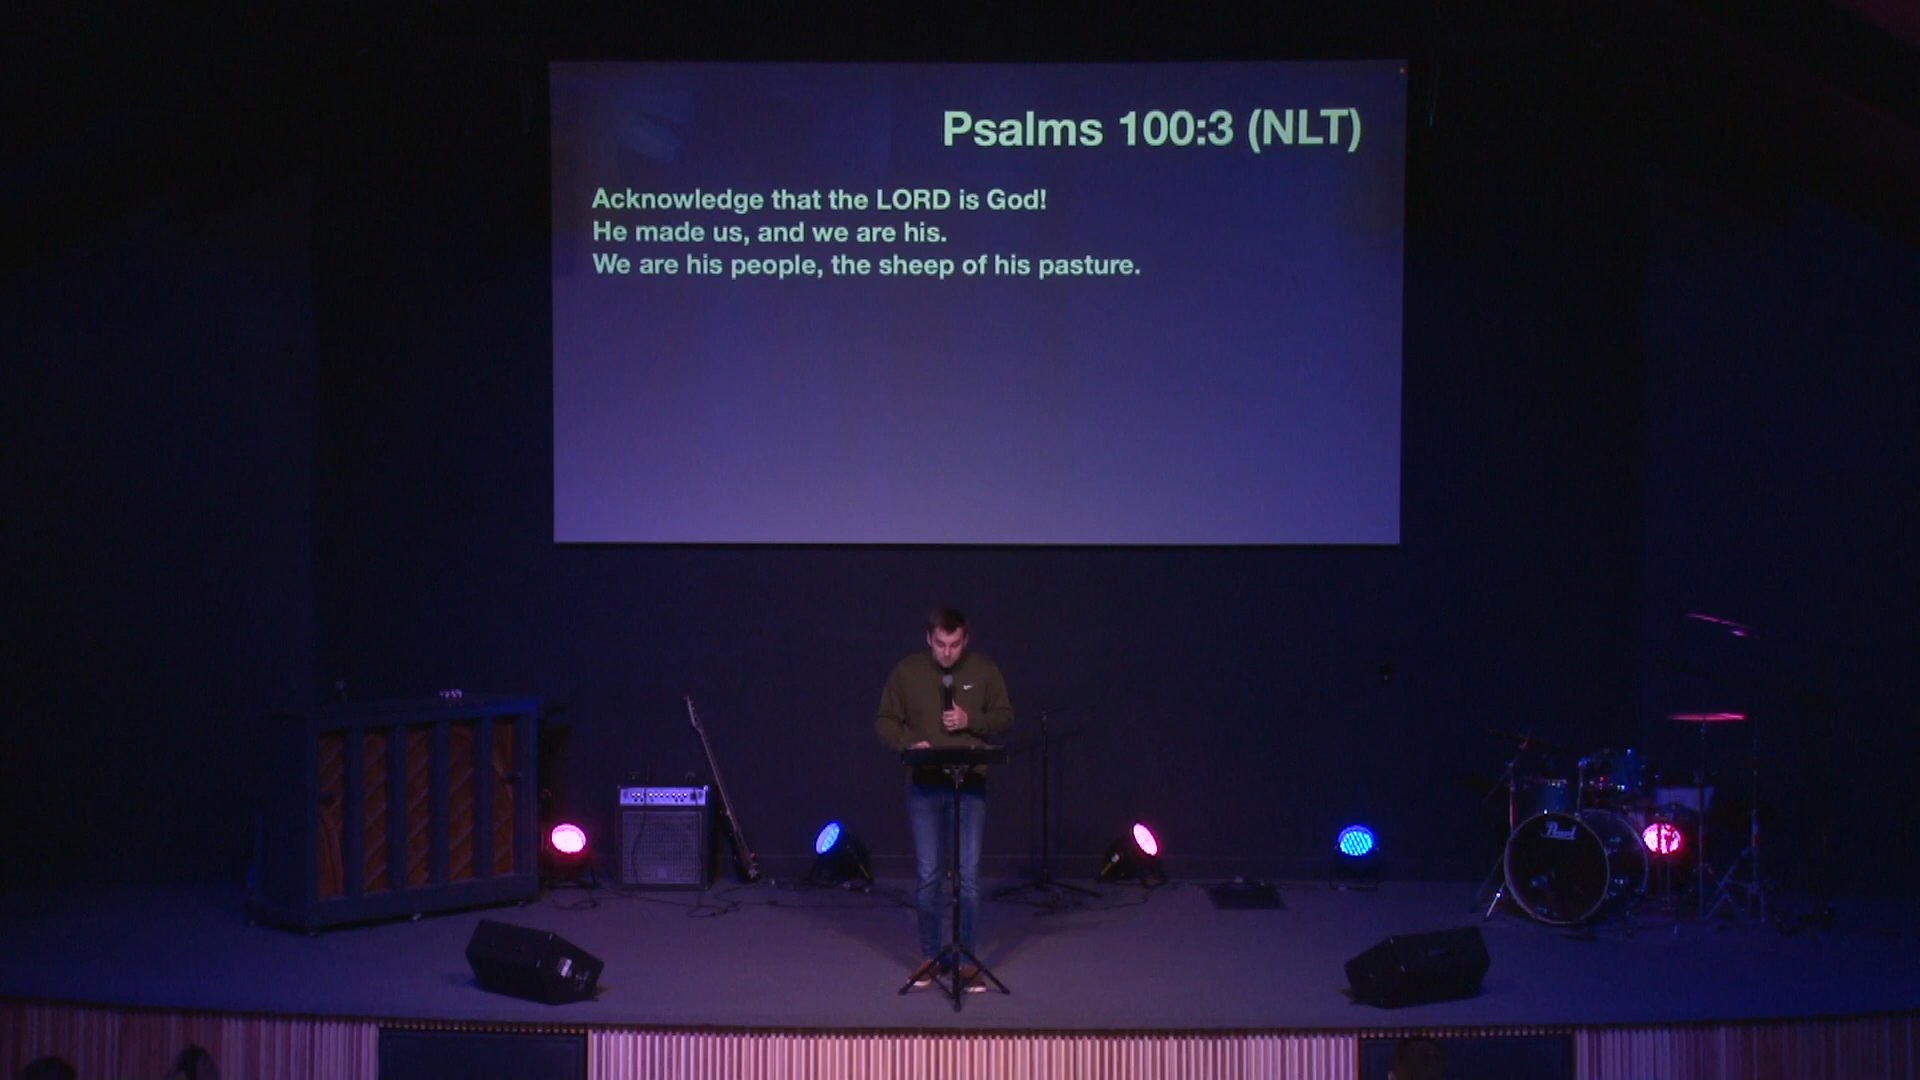 Psalms 100:3 (NLT)
Acknowledge that the LORD is God!
He made us, and we are his.
We are his people, the sheep of his pasture.
Pearl